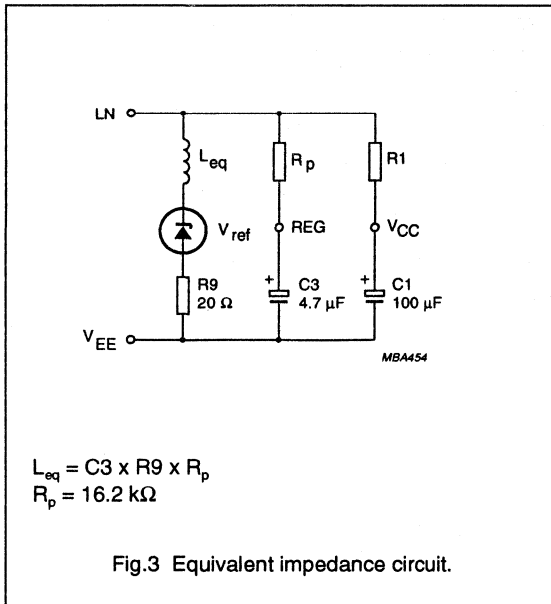 LN
L_eq
R_p
R1
V_ref
REG
V_CC
R9
20 Ω
+
C3
4.7 µF
+
C1
100 µF
V_EE
MBA454
L_eq = C3 x R9 x R_p
R_p = 16.2 kΩ
Fig.3 Equivalent impedance circuit.